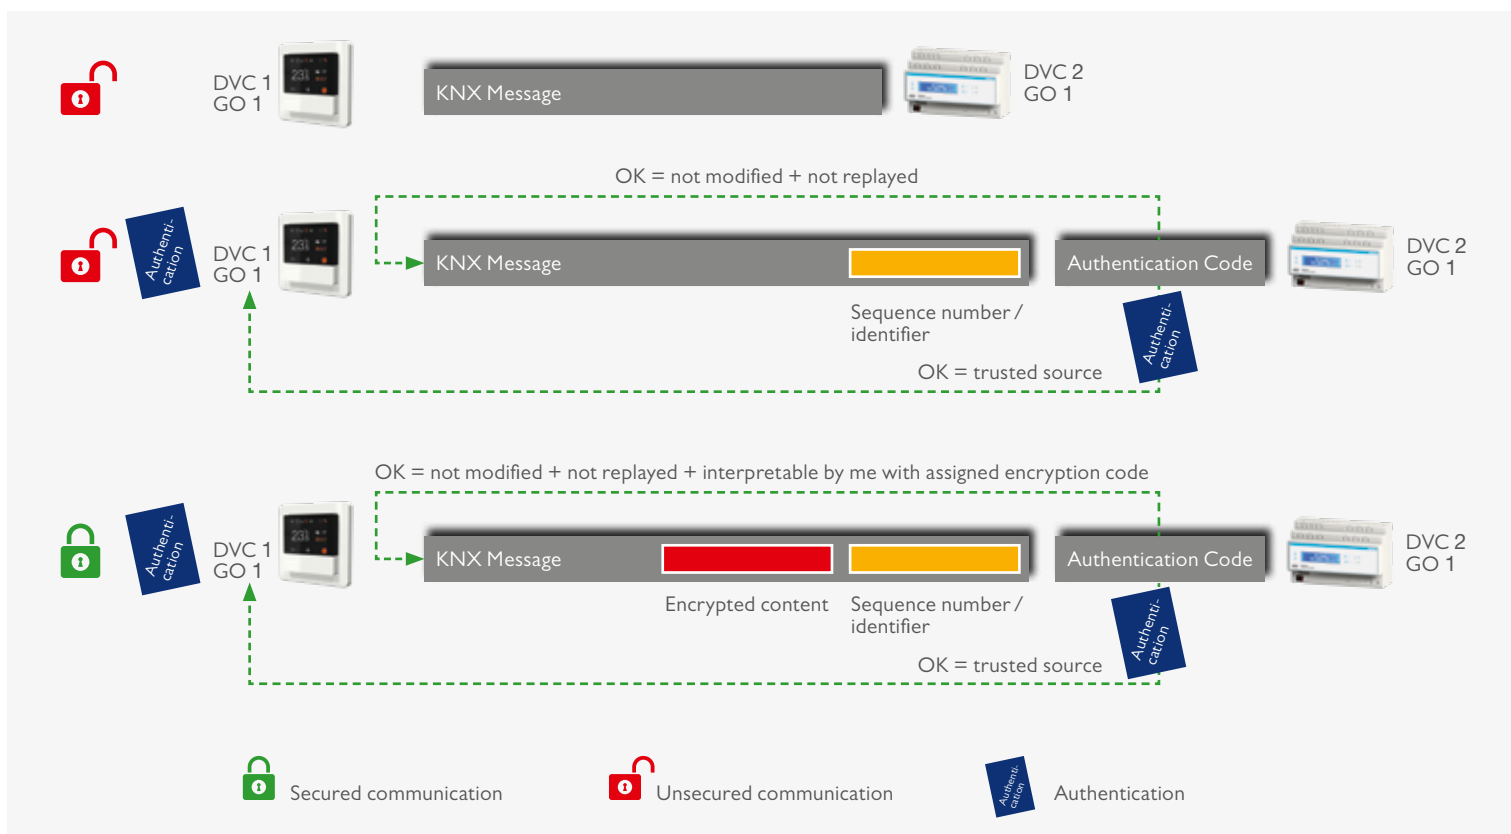 DVC 1
GO 1
KNX Message
DVC 2
GO 1
OK = not modified + not replayed
Authenti-
cation
DVC 1
GO 1
KNX Message
Authentication Code
DVC 2
GO 1
Sequence number /
identifier
Authenti-
cation
OK = trusted source
OK = not modified + not replayed + interpretable by me with assigned encryption code
Authenti-
cation
DVC 1
GO 1
KNX Message
Authentication Code
DVC 2
GO 1
Encrypted content
Sequence number /
identifier
Authenti-
cation
OK = trusted source
Secured communication
Unsecured communication
Authenti-
cation
Authentication